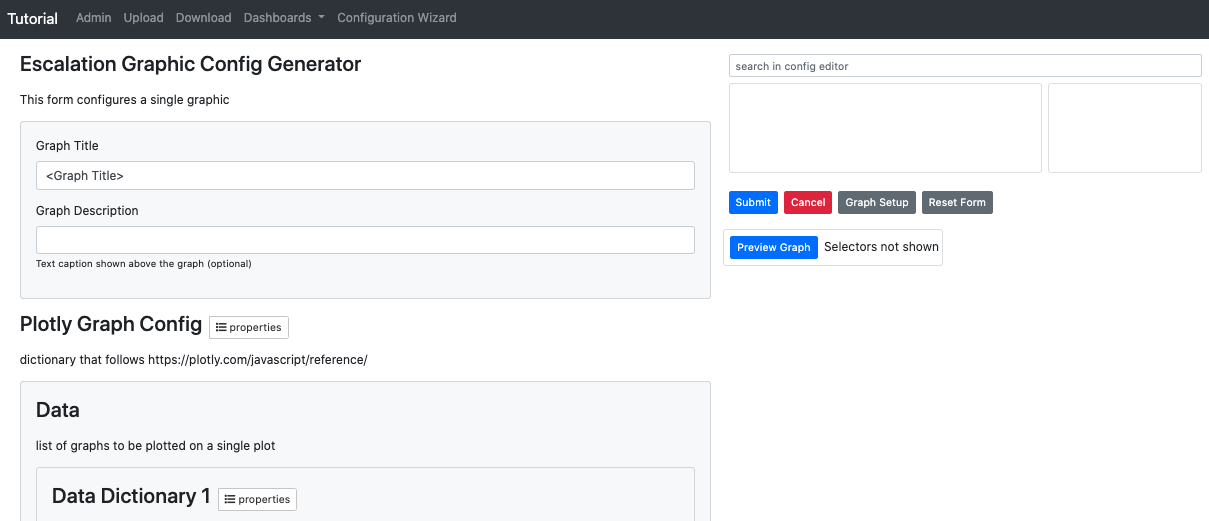 Tutorial Admin Upload Download Dashboards Configuration Wizard
Escalation Graphic Config Generator
This form configures a single graphic
Graph Title
<Graph Title>
Graph Description
Text caption shown above the graph (optional)
Plotly Graph Config properties
dictionary that follows https://plotly.com/javascript/reference/
Data
list of graphs to be plotted on a single plot
Data Dictionary 1 properties
search in config editor
Submit Cancel Graph Setup Reset Form
Preview Graph Selectors not shown